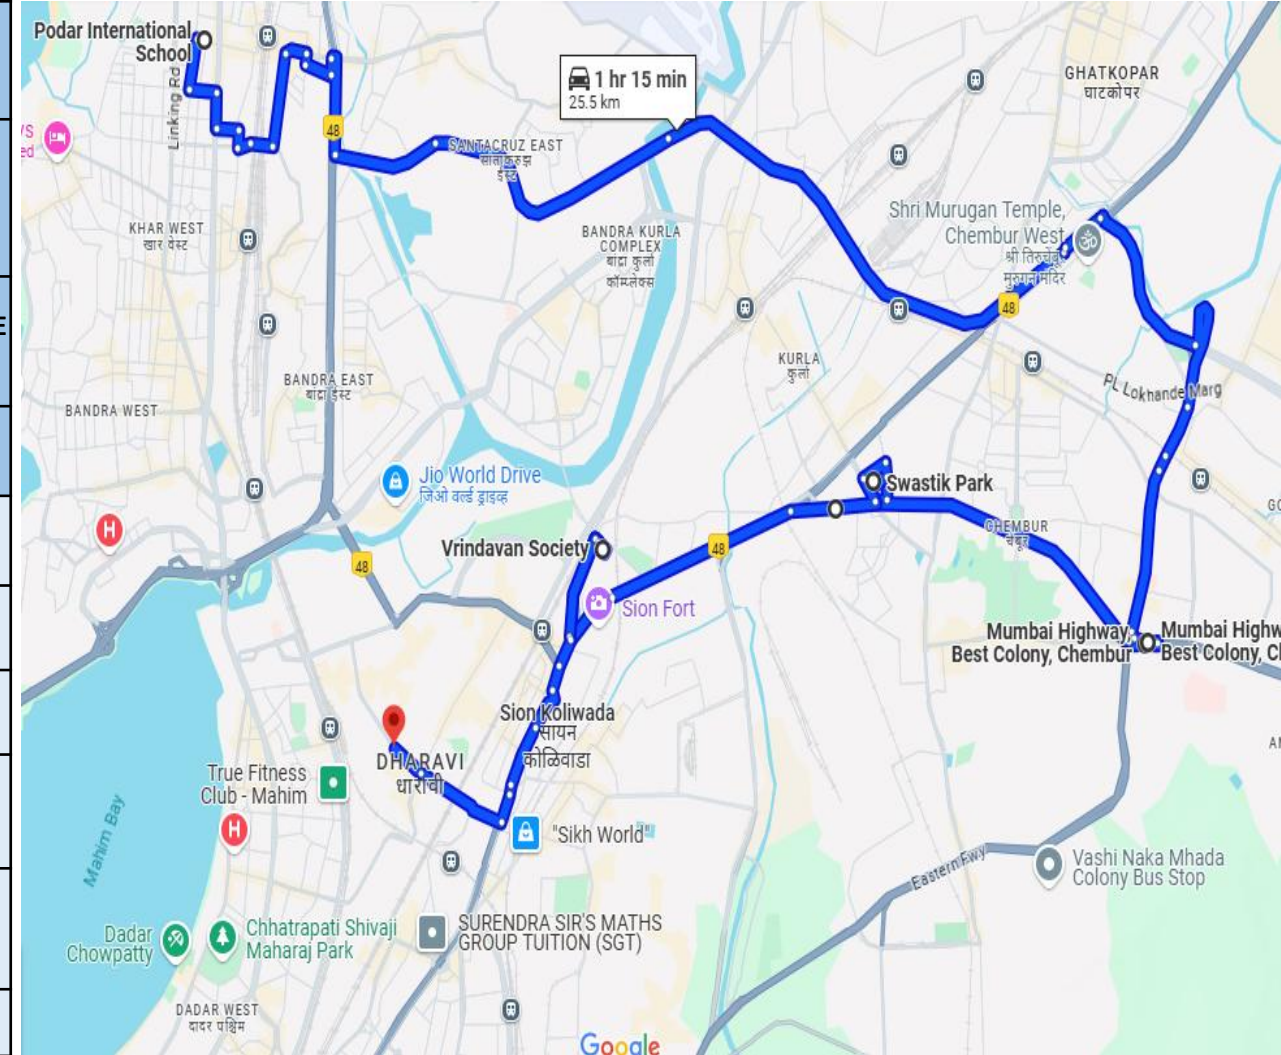 Podar International
School
Linking Rd
48
1 hr 15 min
25.5 km
GHATKOPAR
घाटकोपर
SANTACRUZ EAST
सांताक्रुझ
ईस्ट
VS
ed
KHAR WEST
खार वेस्ट
BANDRA KURLA
COMPLEX
बांद्रा कुर्ला
कॉम्प्लेक्स
Shri Murugan Temple,
Chembur West
श्री तिरुचेंबूर
मुरुगन मंदिर
48
E
KURLA
कुर्ला
BANDRA EAST
बांद्रा ईस्ट
PL Lokhande Marg
BANDRA WEST
Jio World Drive
जिओ वर्ल्ड ड्राइव्ह
Swastik Park
H
GO
CHEMBUR
चेंबूर
Vrindavan Society
48
48
Sion Fort
Mumbai Highway,
Best Colony, Chembur
Mumbai Highw
Best Colony, Cl
Sion Koliwada
सायन
कोळिवाडा
DHARAVI
धारावी
AI
True Fitness
Club - Mahim
H
"Sikh World"
Mahim Bay
Eastern Fwy
Vashi Naka Mhada
Colony Bus Stop
Dadar
Chowpatty
Chhatrapati Shivaji
Maharaj Park
SURENDRA SIR'S MATHS
GROUP TUITION (SGT)
DADAR WEST
दादर पश्चिम
Google